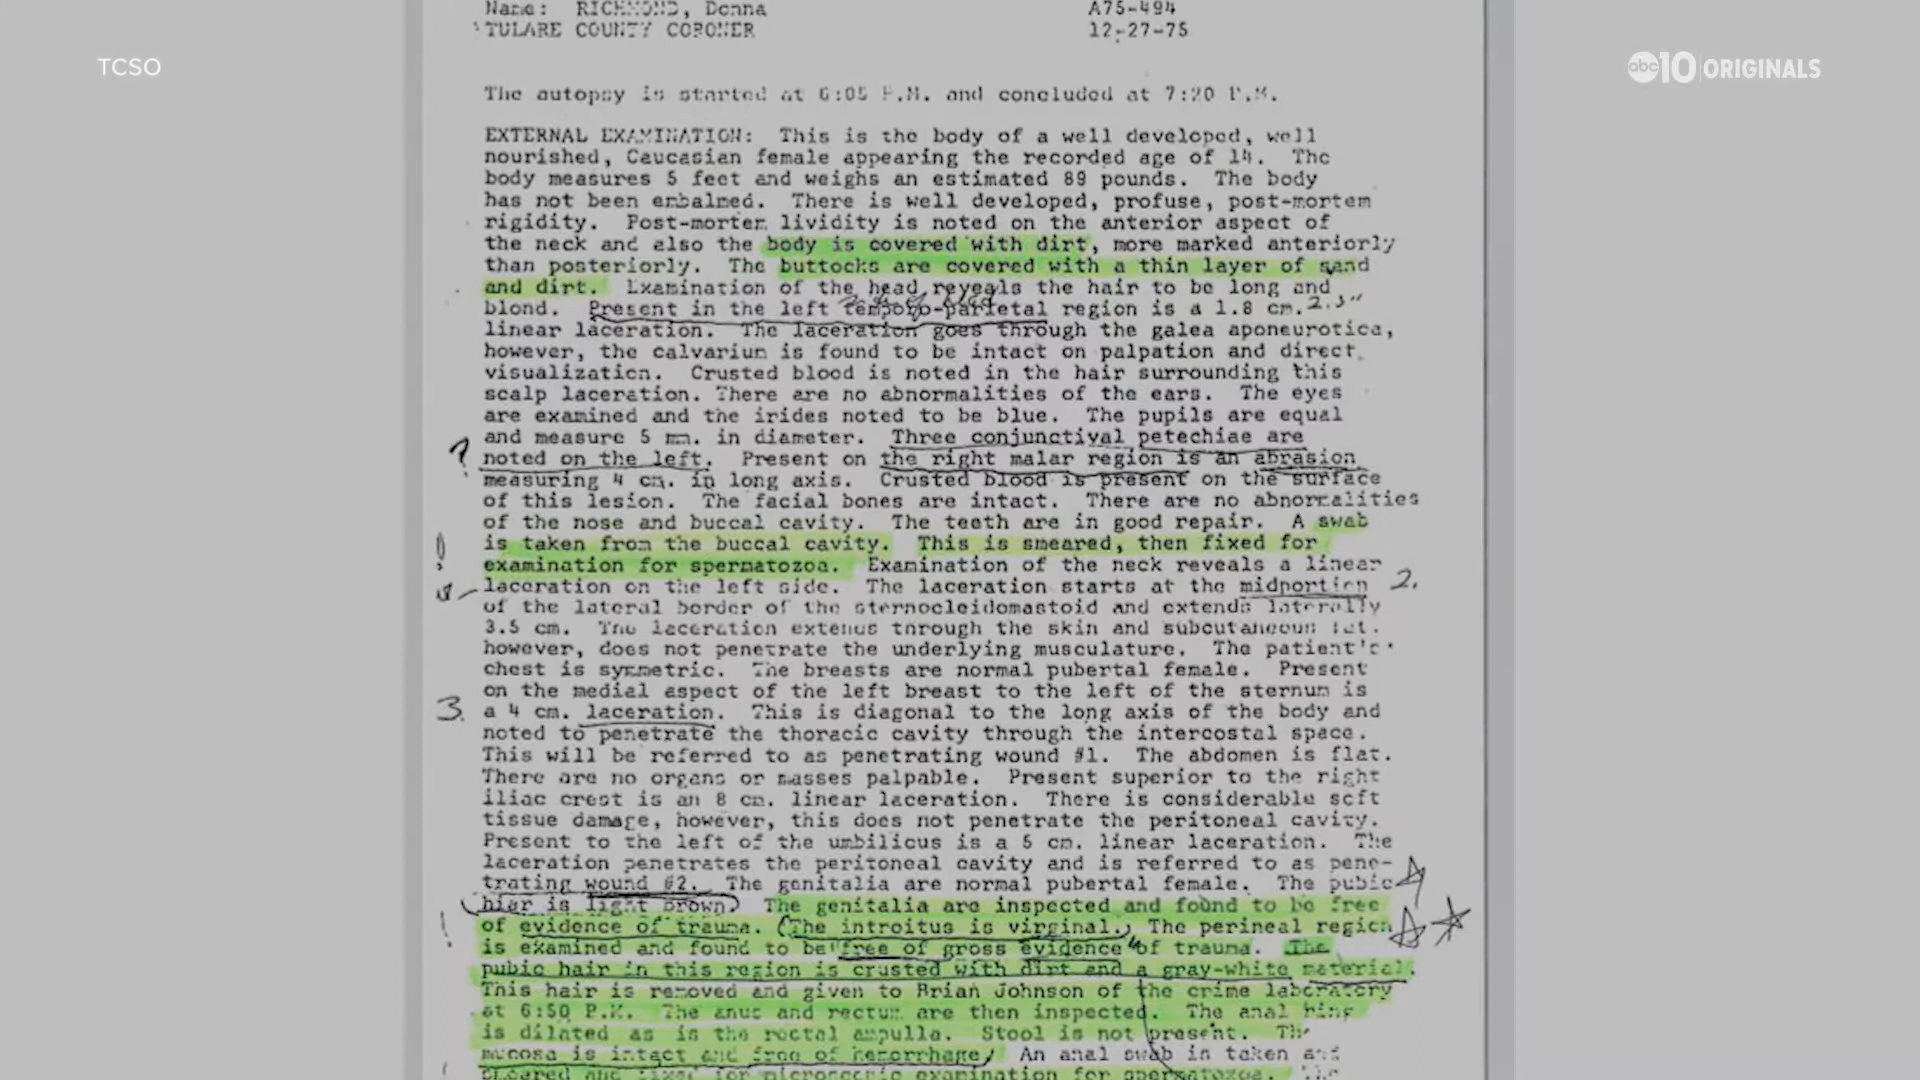 TCSO
abc10 ORIGINALS
Name: RICHMOND, Donna A75-494
TULARE COUNTY CORONER 12-27-75
The autopsy is started at 6:05 P.M. and concluded at 7:20 P.M.
EXTERNAL EXAMINATION: This is the body of a well developed, well
nourished, Caucasian female appearing the recorded age of 14. The
body measures 5 feet and weighs an estimated 89 pounds. The body
has not been embalmed. There is well developed, profuse, post-mortem
rigidity. Post-mortem lividity is noted on the anterior aspect of
the neck and also the body is covered with dirt, more marked anteriorly
than posteriorly. The buttocks are covered with a thin layer of sand
and dirt. Examination of the head reveals the hair to be long and
blond. Present in the left temporo-parietal region is a 1.8 cm.
linear laceration. The laceration goes through the galea aponeurotica,
however, the calvarium is found to be intact on palpation and direct
visualization. Crusted blood is noted in the hair surrounding this
scalp laceration. There are no abnormalities of the ears. The eyes
are examined and the irides noted to be blue. The pupils are equal
and measure 5 mm. in diameter. Three conjunctival petechiae are
? noted on the left. Present on the right malar region is an abrasion
measuring 4 cm. in long axis. Crusted blood is present on the surface
of this lesion. The facial bones are intact. There are no abnormalities
of the nose and buccal cavity. The teeth are in good repair. A swab
! is taken from the buccal cavity. This is smeared, then fixed for
examination for spermatozoa. Examination of the neck reveals a linear
laceration on the left side. The laceration starts at the midportion 2.
of the lateral border of the sternocleidomastoid and extends laterally
3.5 cm. The laceration extends through the skin and subcutaneous fat.
however, does not penetrate the underlying musculature. The patient's
chest is symmetric. The breasts are normal pubertal female. Present
on the medial aspect of the left breast to the left of the sternum is
3. a 4 cm. laceration. This is diagonal to the long axis of the body and
noted to penetrate the thoracic cavity through the intercostal space.
This will be referred to as penetrating wound #1. The abdomen is flat.
There are no organs or masses palpable. Present superior to the right
iliac crest is an 8 cm. linear laceration. There is considerable soft
tissue damage, however, this does not penetrate the peritoneal cavity.
Present to the left of the umbilicus is a 5 cm. linear laceration. The
laceration penetrates the peritoneal cavity and is referred to as pene-
trating wound #2. The genitalia are normal pubertal female. The pubic
hier is light brown. The genitalia are inspected and found to be free
! of evidence of trauma. (The introitus is virginal.) The perineal region
is examined and found to be "free of gross evidence" of trauma. The
pubic hair in this region is crusted with dirt and a gray-white material.
This hair is removed and given to Brian Johnson of the crime laboratory
at 6:50 P.M. The anus and rectum are then inspected. The anal ring
is dilated as is the rectal ampulla. Stool is not present. The
mucosa is intact and free of hemorrhage. An anal swab is taken and
smeared and fixed for microscopic examination for spermatozoa. The